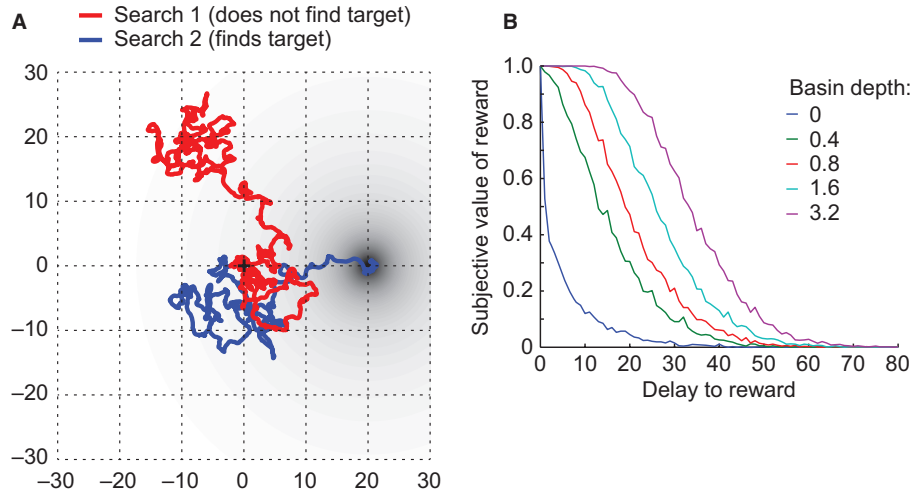 A
Search 1 (does not find target)
Search 2 (finds target)
30
20
10
0
–10
–20
–30
–30 –20 –10 0 10 20 30
B
Subjective value of reward
1.0
0.8
0.6
0.4
0.2
0
0 10 20 30 40 50 60 70 80
Delay to reward
Basin depth:
0
0.4
0.8
1.6
3.2